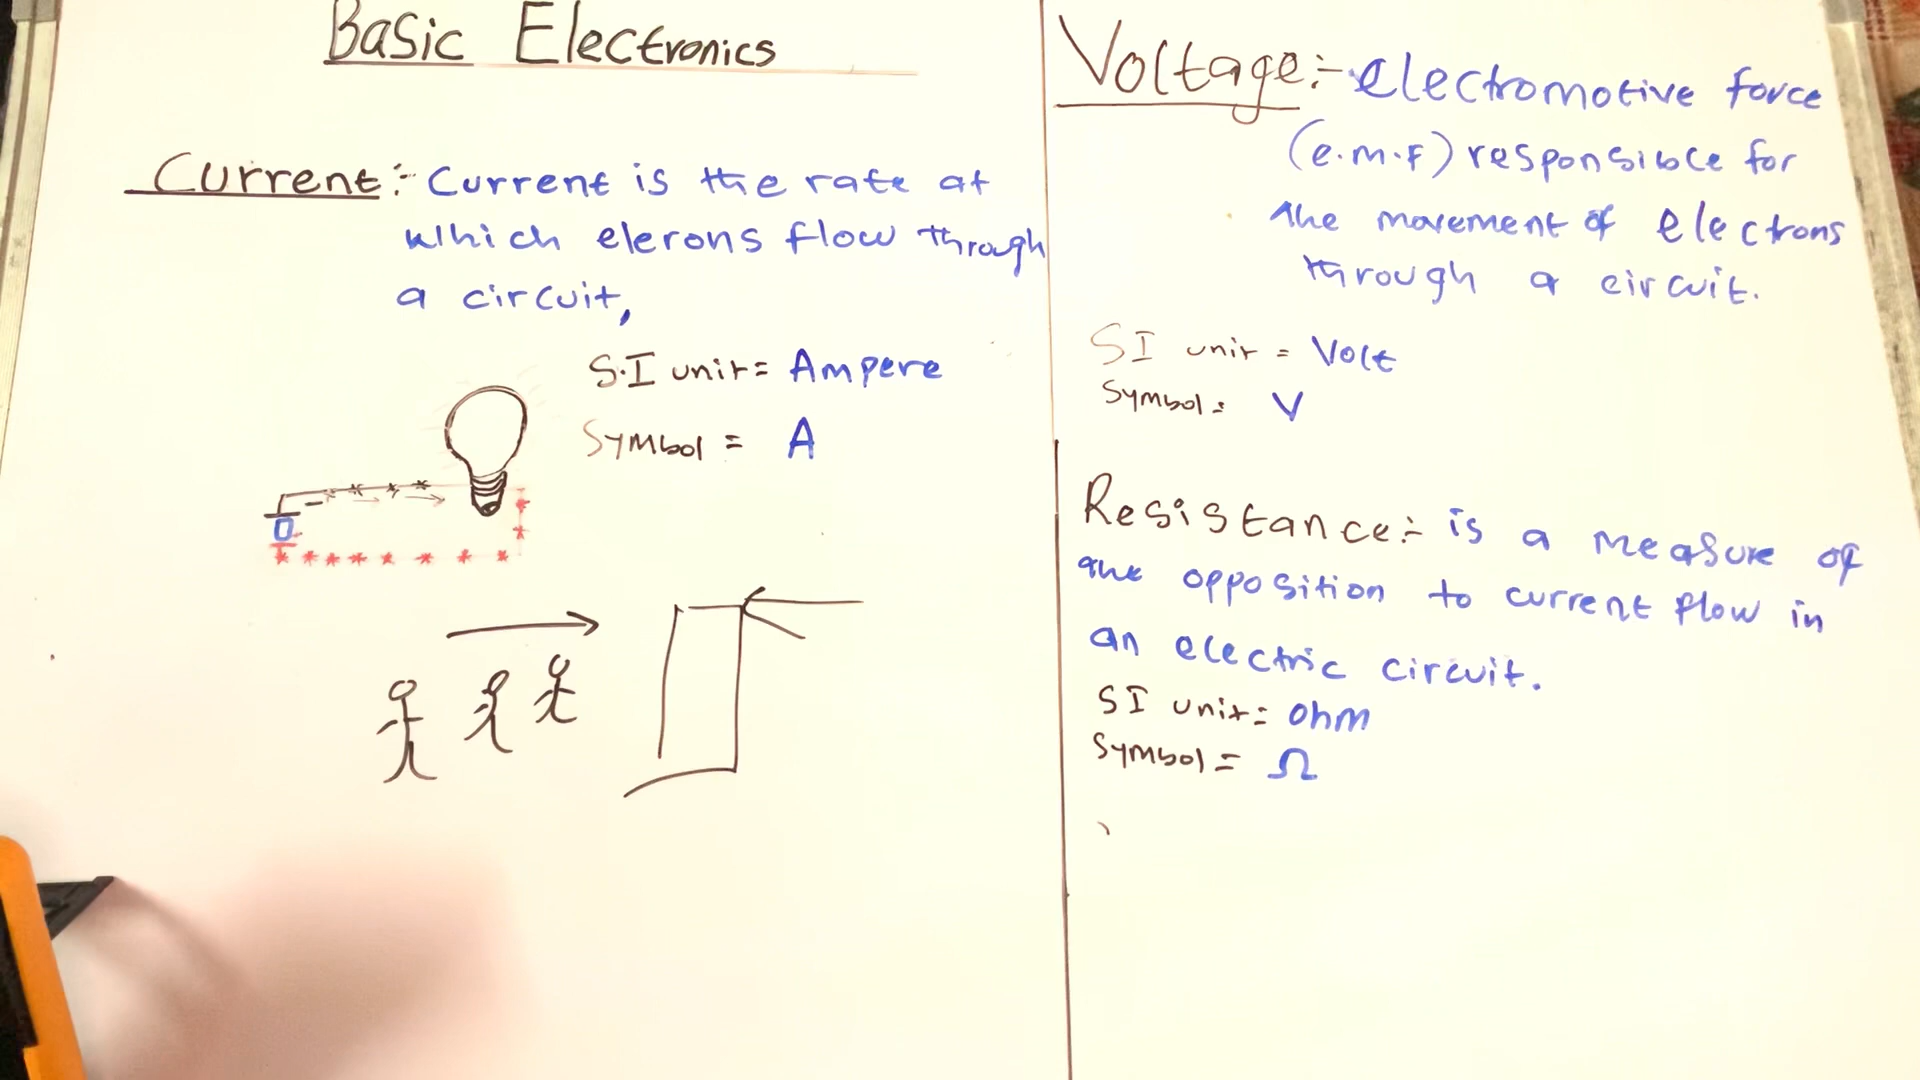 Basic Electronics
Current:- Current is the rate at
which elerons flow through
a circuit,
S.I unit = Ampere
Symbol = A
Voltage:- electromotive force
(e.m.f) responsible for
the movement of electrons
through a circuit.
SI unit = Volt
Symbol = V
Resistance:- is a measure of
the opposition to current flow in
an electric circuit.
SI unit = Ohm
Symbol = Ω